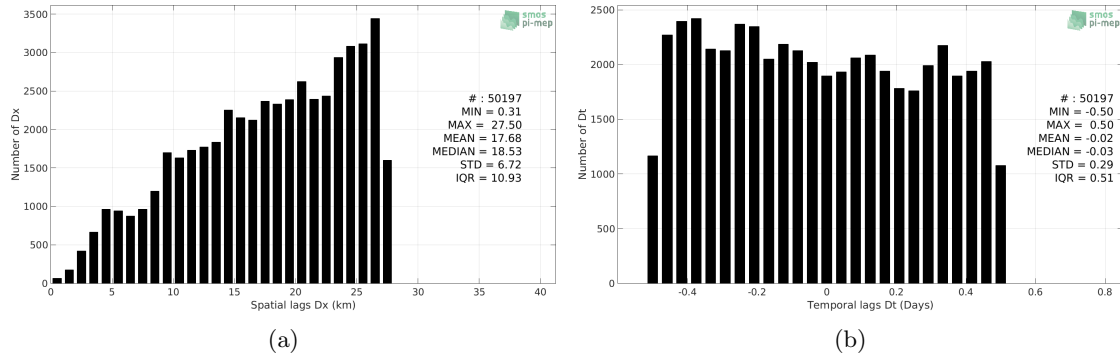 3500
3000
2500
2000
1500
1000
500
0
Number of Dx
0 5 10 15 20 25 30 35 40
Spatial lags Dx (km)
smos
pi-mep
# : 50197
MIN = 0.31
MAX = 27.50
MEAN = 17.68
MEDIAN = 18.53
STD = 6.72
IQR = 10.93
(a)
2500
2000
1500
1000
500
0
Number of Dt
-0.4 -0.2 0 0.2 0.4 0.6 0.8
Temporal lags Dt (Days)
smos
pi-mep
# : 50197
MIN = -0.50
MAX = 0.50
MEAN = -0.02
MEDIAN = -0.03
STD = 0.29
IQR = 0.51
(b)